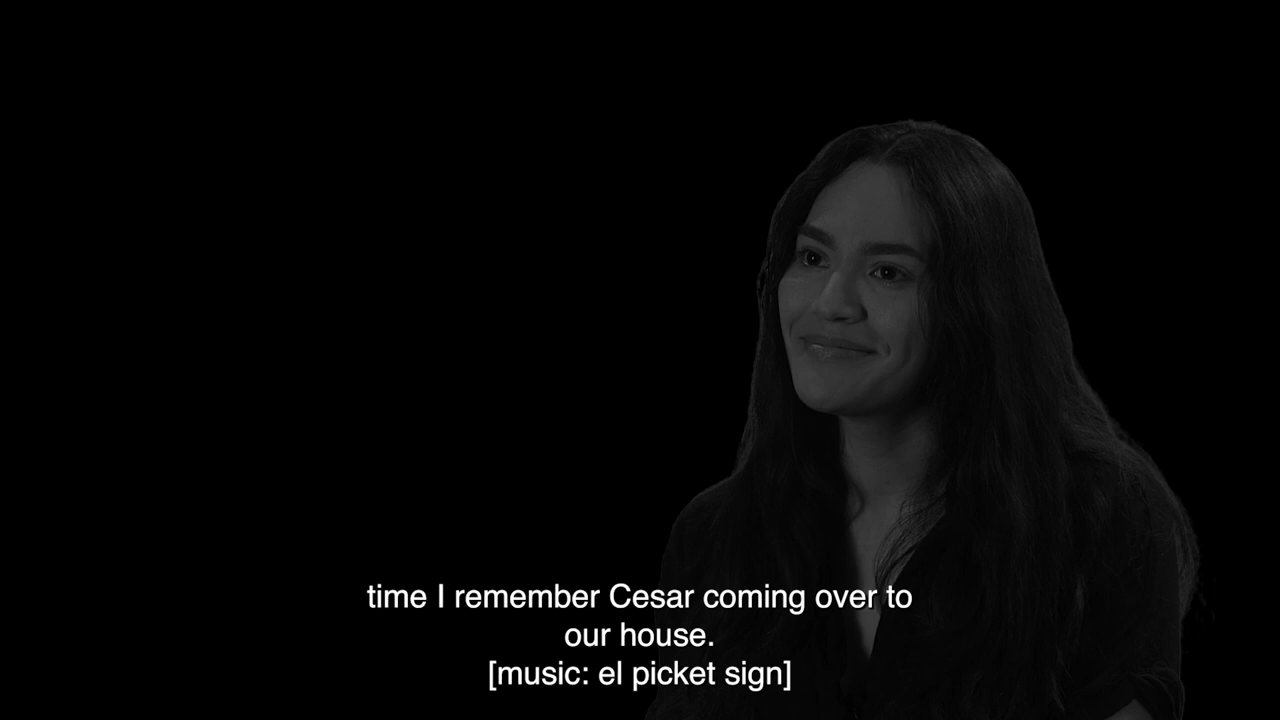 time I remember Cesar coming over to
our house.
[music: el picket sign]